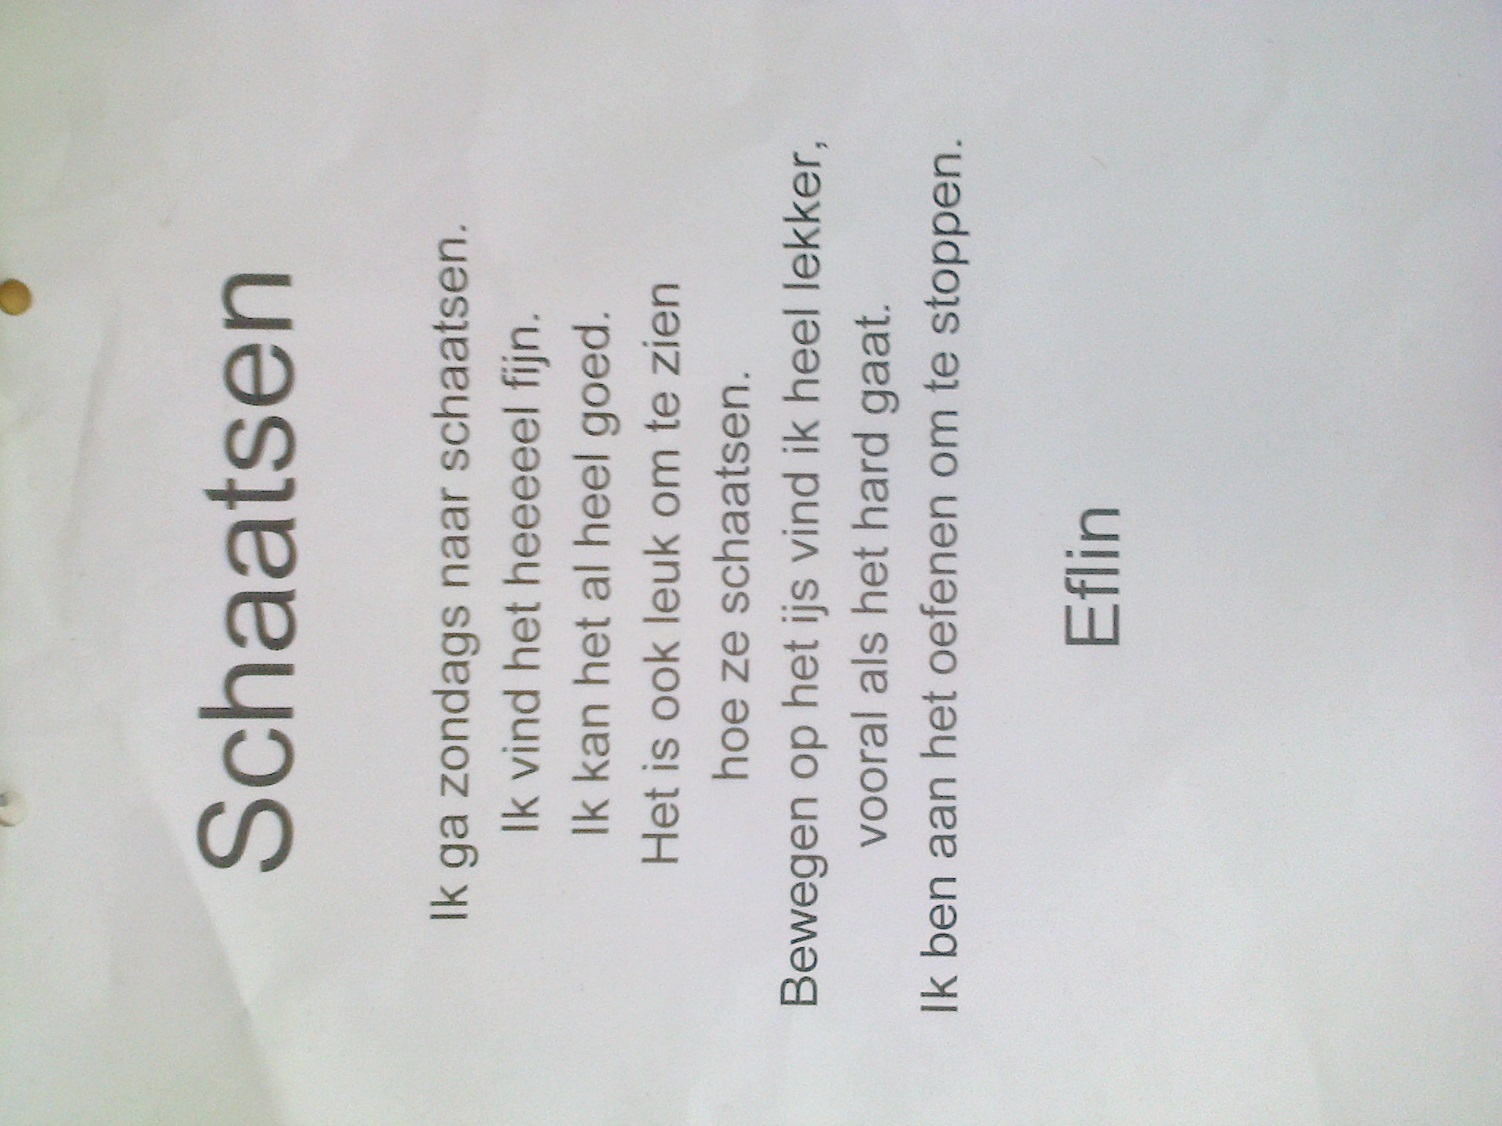 Schaatsen
Ik ga zondags naar schaatsen.
Ik vind het heeeeel fijn.
Ik kan het al heel goed.
Het is ook leuk om te zien
hoe ze schaatsen.
Bewegen op het ijs vind ik heel lekker,
vooral als het hard gaat.
Ik ben aan het oefenen om te stoppen.
Eflin